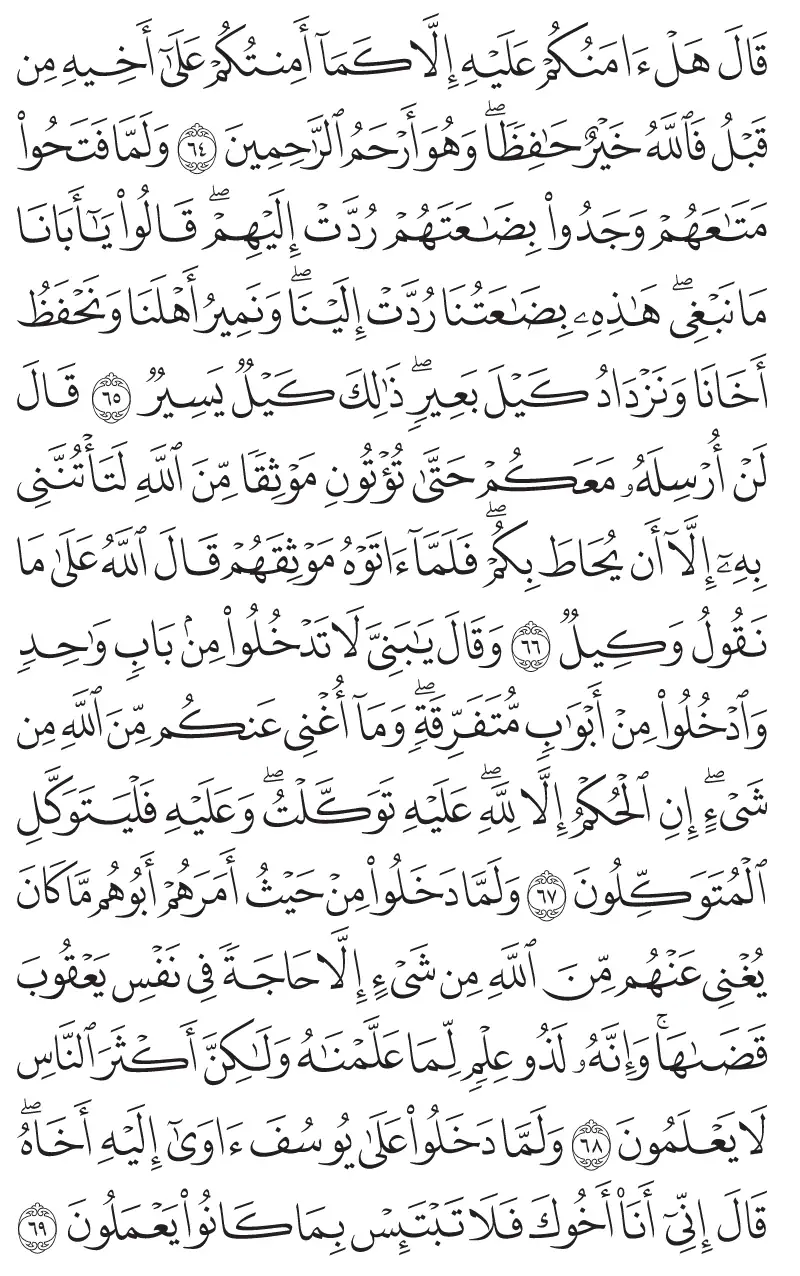 قَالَ هَلْ ءَامَنُكُمْ عَلَيْهِ إِلَّا كَمَآ أَمِنتُكُمْ عَلَىٰٓ أَخِيهِ مِن
قَبْلُ فَٱللَّهُ خَيْرٌ حَـٰفِظًاۖ وَهُوَ أَرْحَمُ ٱلرَّٰحِمِينَ ٦٤ وَلَمَّا فَتَحُوا۟
مَتَـٰعَهُمْ وَجَدُوا۟ بِضَـٰعَتَهُمْ رُدَّتْ إِلَيْهِمْۖ قَالُوا۟ يَـٰٓأَبَانَا
مَا نَبْغِىۖ هَـٰذِهِۦ بِضَـٰعَتُنَا رُدَّتْ إِلَيْنَاۖ وَنَمِيرُ أَهْلَنَا وَنَحْفَظُ
أَخَانَا وَنَزْدَادُ كَيْلَ بَعِيرٍۖ ذَٰلِكَ كَيْلٌ يَسِيرٌ ٦٥ قَالَ
لَنْ أُرْسِلَهُۥ مَعَكُمْ حَتَّىٰ تُؤْتُونِ مَوْثِقًا مِّنَ ٱللَّهِ لَتَأْتُنَّنِى
بِهِۦٓ إِلَّآ أَن يُحَاطَ بِكُمْۖ فَلَمَّآ ءَاتَوْهُ مَوْثِقَهُمْ قَالَ ٱللَّهُ عَلَىٰ مَا
نَقُولُ وَكِيلٌ ٦٦ وَقَالَ يَـٰبَنِىَّ لَا تَدْخُلُوا۟ مِنۢ بَابٍ وَٰحِدٍ
وَٱدْخُلُوا۟ مِنْ أَبْوَٰبٍ مُّتَفَرِّقَةٍۖ وَمَآ أُغْنِى عَنكُم مِّنَ ٱللَّهِ مِن
شَىْءٍۖ إِنِ ٱلْحُكْمُ إِلَّا لِلَّهِۖ عَلَيْهِ تَوَكَّلْتُۖ وَعَلَيْهِ فَلْيَتَوَكَّلِ
ٱلْمُتَوَكِّلُونَ ٦٧ وَلَمَّا دَخَلُوا۟ مِنْ حَيْثُ أَمَرَهُمْ أَبُوهُم مَّا كَانَ
يُغْنِى عَنْهُم مِّنَ ٱللَّهِ مِن شَىْءٍ إِلَّا حَاجَةً فِى نَفْسِ يَعْقُوبَ
قَضَىٰهَاۚ وَإِنَّهُۥ لَذُو عِلْمٍ لِّمَا عَلَّمْنَـٰهُ وَلَـٰكِنَّ أَكْثَرَ ٱلنَّاسِ
لَا يَعْلَمُونَ ٦٨ وَلَمَّا دَخَلُوا۟ عَلَىٰ يُوسُفَ ءَاوَىٰٓ إِلَيْهِ أَخَاهُۖ
قَالَ إِنِّىٓ أَنَا۠ أَخُوكَ فَلَا تَبْتَئِسْ بِمَا كَانُوا۟ يَعْمَلُونَ ٦٩